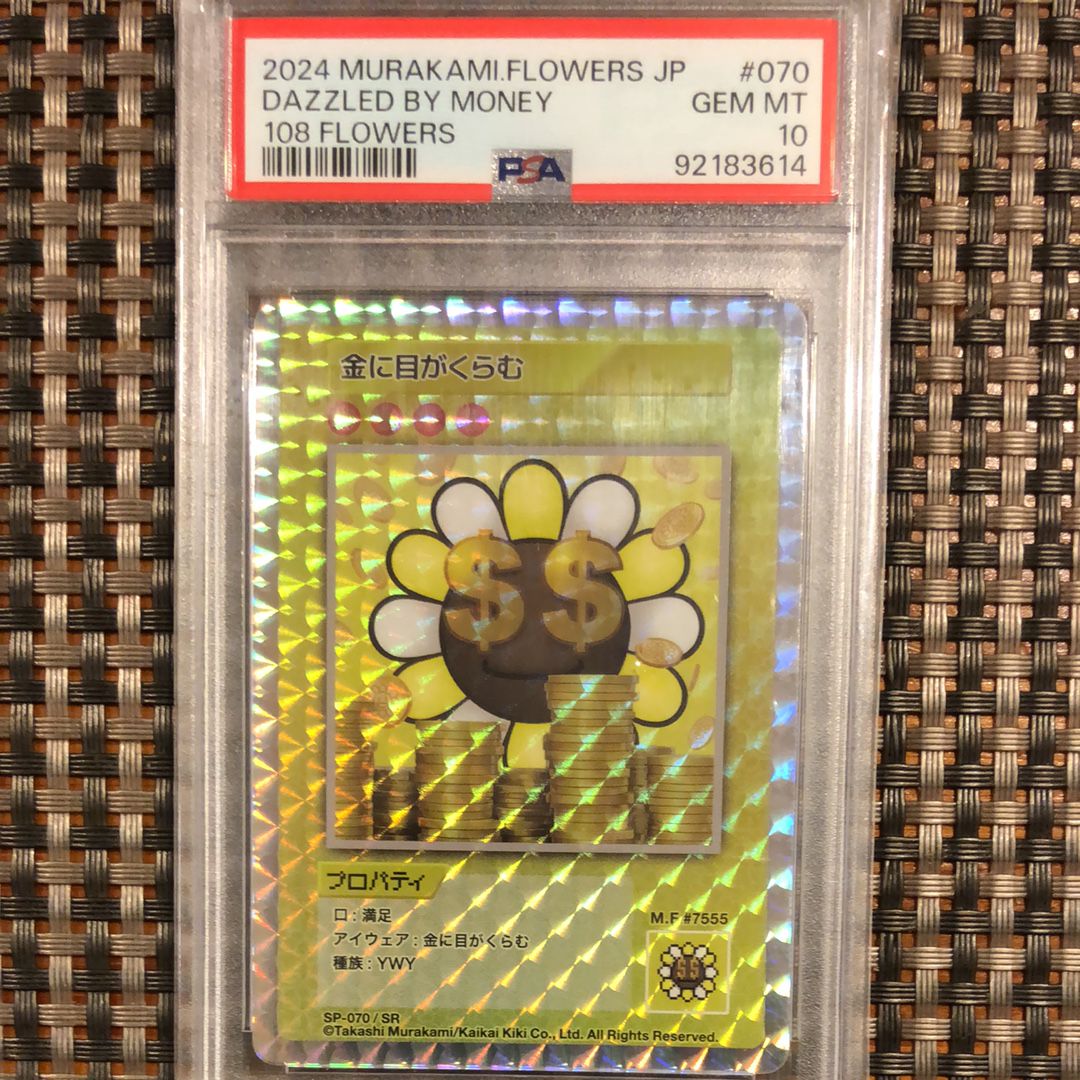 2024 MURAKAMI.FLOWERS JP #070
DAZZLED BY MONEY GEM MT
108 FLOWERS 10
PSA 92183614
金に目がくらむ
$ $
プロパティ
口 : 満足
アイウェア : 金に目がくらむ
種族 : YWY
M.F #7555
SP-070 / SR
©Takashi Murakami/Kaikai Kiki Co., Ltd. All Rights Reserved.